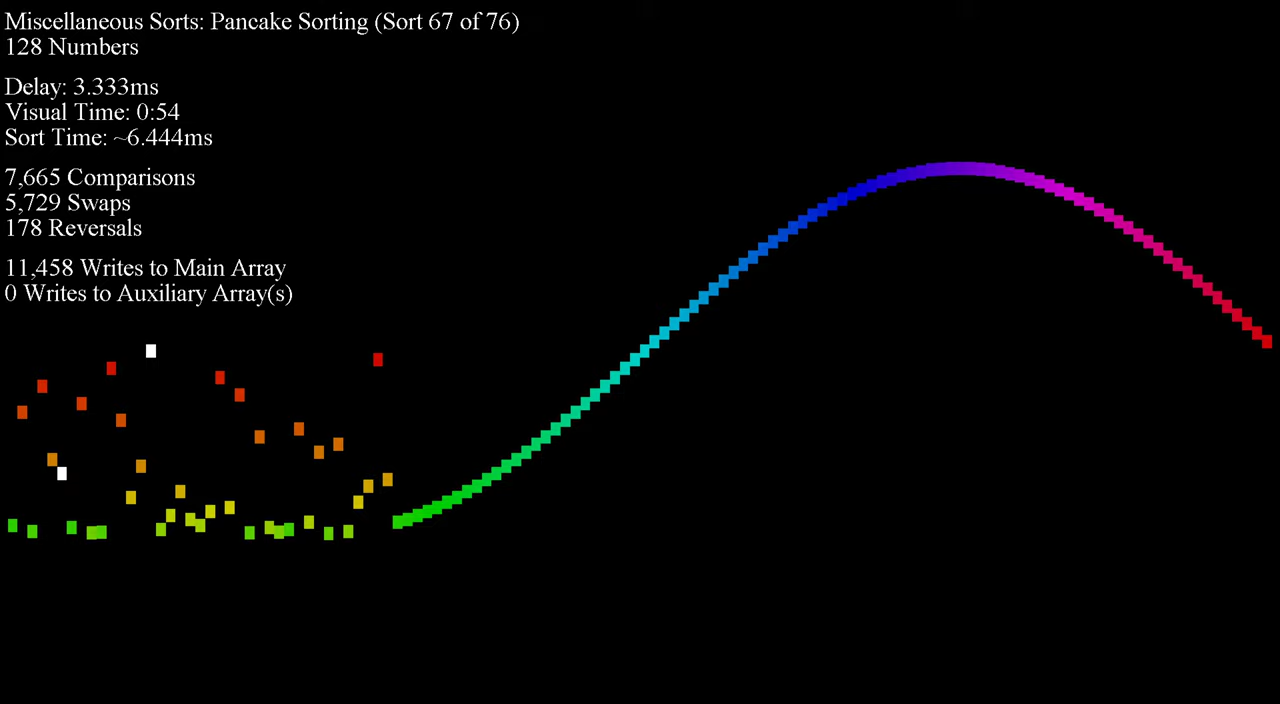 Miscellaneous Sorts: Pancake Sorting (Sort 67 of 76)
128 Numbers
Delay: 3.333ms
Visual Time: 0:54
Sort Time: ~6.444ms
7,665 Comparisons
5,729 Swaps
178 Reversals
11,458 Writes to Main Array
0 Writes to Auxiliary Array(s)